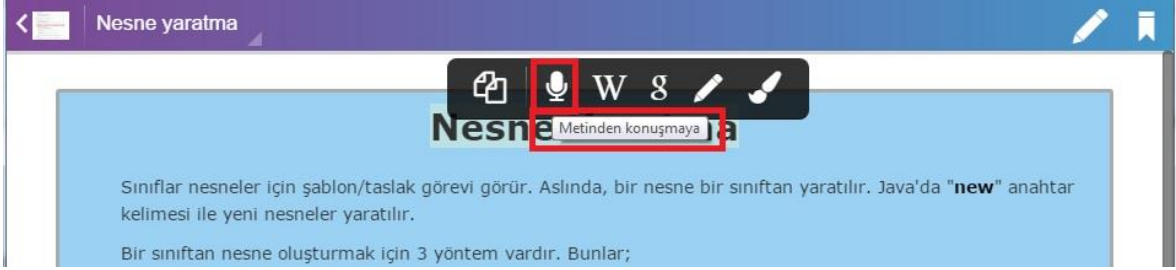 Nesne yaratma
W g
Nesne a
Metinden konuşmaya
Sınıflar nesneler için şablon/taslak görevi görür. Aslında, bir nesne bir sınıftan yaratılır. Java'da "new" anahtar
kelimesi ile yeni nesneler yaratılır.
Bir sınıftan nesne oluşturmak için 3 yöntem vardır. Bunlar;